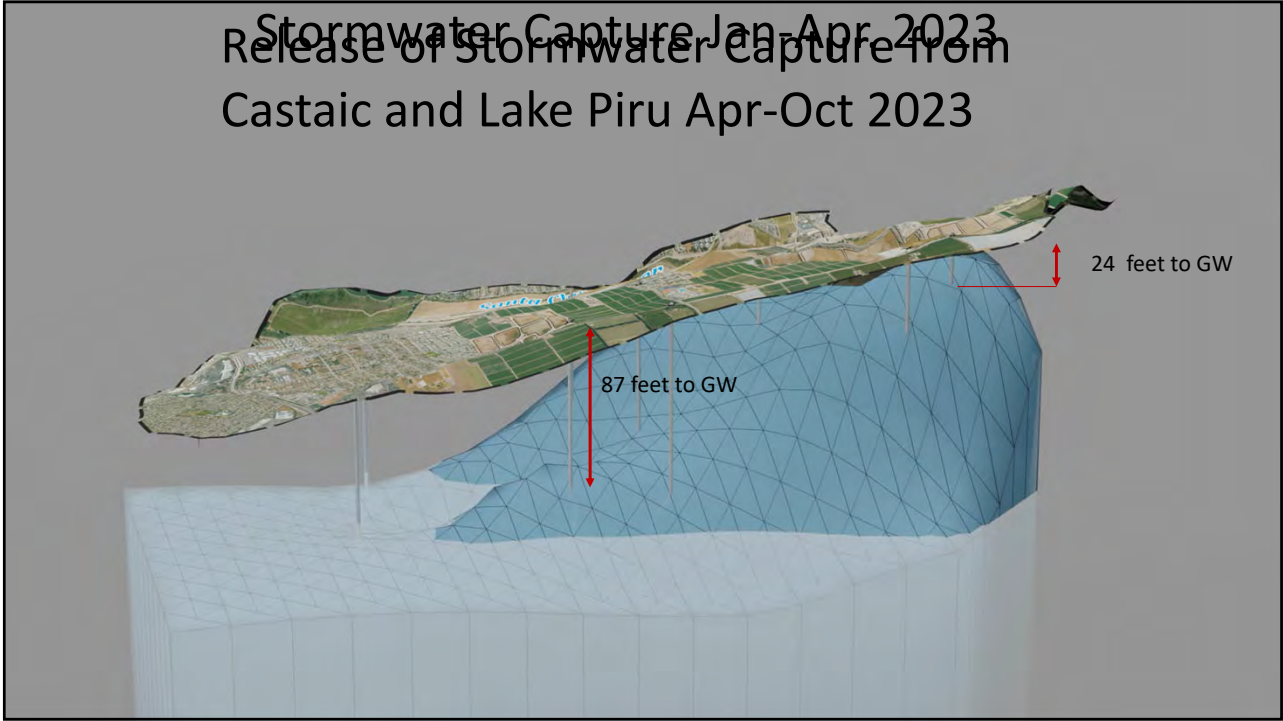 Stormwater Capture Jan-Apr, 2023
Release of Stormwater Capture from
Castaic and Lake Piru Apr-Oct 2023
24 feet to GW
87 feet to GW